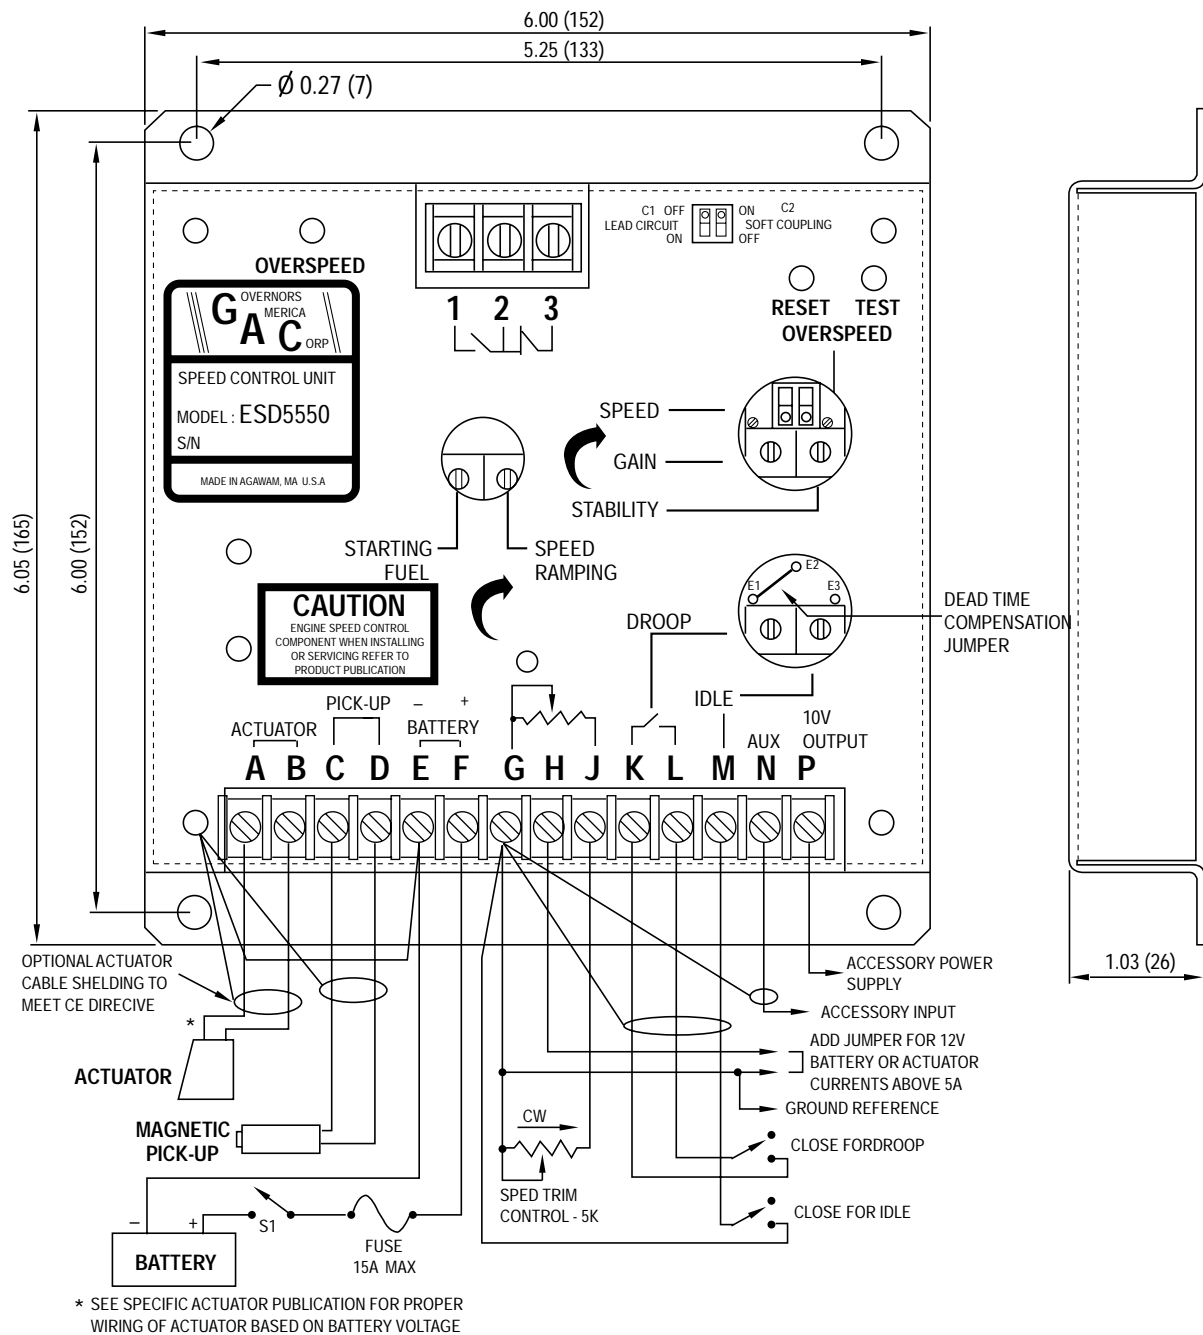 6.00 (152)
5.25 (133)
Ø 0.27 (7)
6.05 (165)
6.00 (152)
C1 OFF ON C2
LEAD CIRCUIT SOFT COUPLING
ON OFF
OVERSPEED
1 2 3
RESET TEST
OVERSPEED
GOVERNORS
AMERICA
CORP
SPEED CONTROL UNIT
MODEL : ESD5550
S/N
MADE IN AGAWAM, MA U.S.A
SPEED
GAIN
STABILITY
STARTING
FUEL
SPEED
RAMPING
E1 E2 E3
DEAD TIME
COMPENSATION
JUMPER
CAUTION
ENGINE SPEED CONTROL
COMPONENT WHEN INSTALLING
OR SERVICING REFER TO
PRODUCT PUBLICATION
DROOP
IDLE
ACTUATOR
PICK-UP
– +
BATTERY
AUX
10V
OUTPUT
A B C D E F G H J K L M N P
OPTIONAL ACTUATOR
CABLE SHELDING TO
MEET CE DIRECIVE
*
ACTUATOR
MAGNETIC
PICK-UP
– +
BATTERY
S1
FUSE
15A MAX
CW
SPED TRIM
CONTROL - 5K
ACCESSORY POWER
SUPPLY
ACCESSORY INPUT
ADD JUMPER FOR 12V
BATTERY OR ACTUATOR
CURRENTS ABOVE 5A
GROUND REFERENCE
CLOSE FORDROOP
CLOSE FOR IDLE
1.03 (26)
* SEE SPECIFIC ACTUATOR PUBLICATION FOR PROPER
WIRING OF ACTUATOR BASED ON BATTERY VOLTAGE